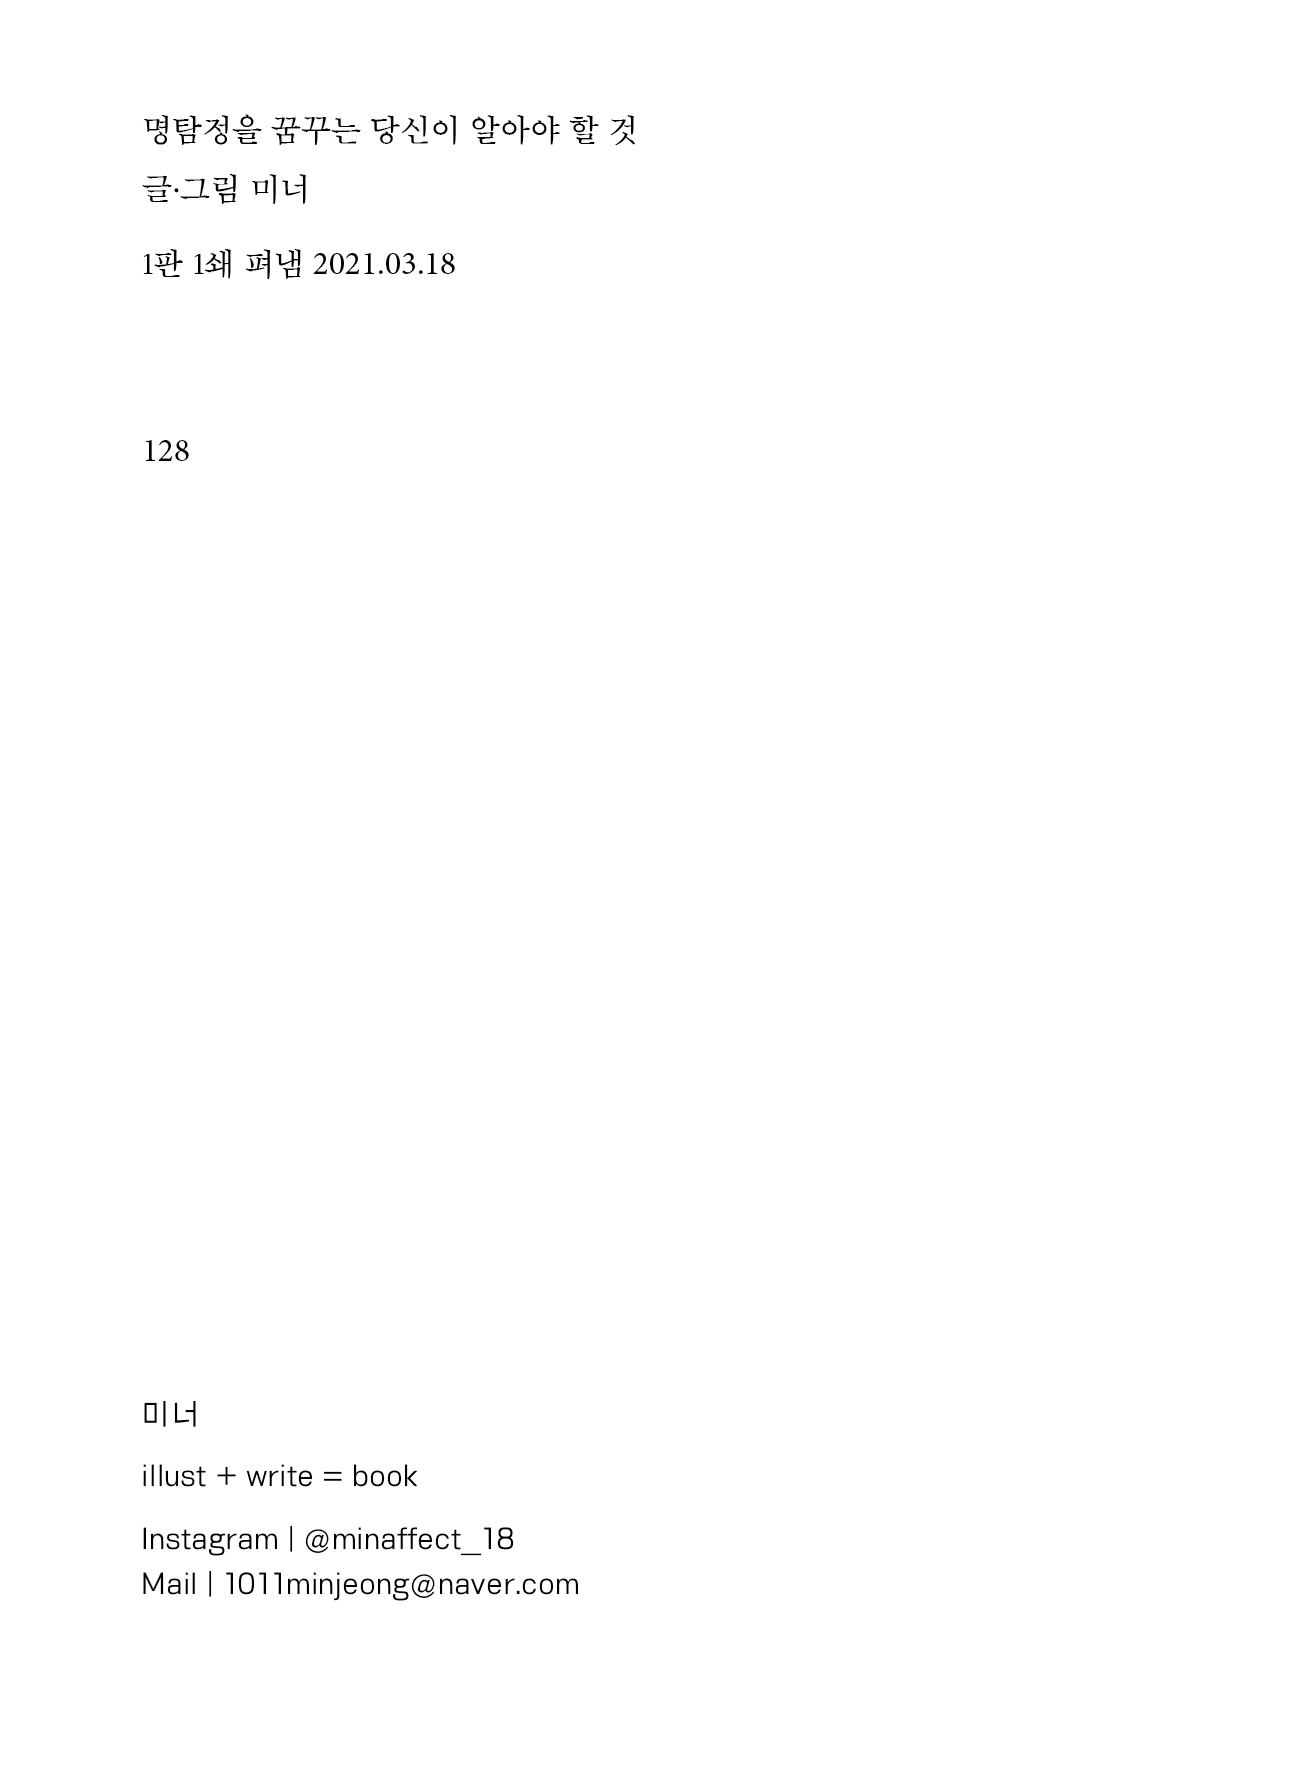 명탐정을 꿈꾸는 당신이 알아야 할 것
글·그림 미너
1판 1쇄 펴냄 2021.03.18
128
미너
illust + write = book
Instagram | @minaffect_18
Mail | 1011minjeong@naver.com